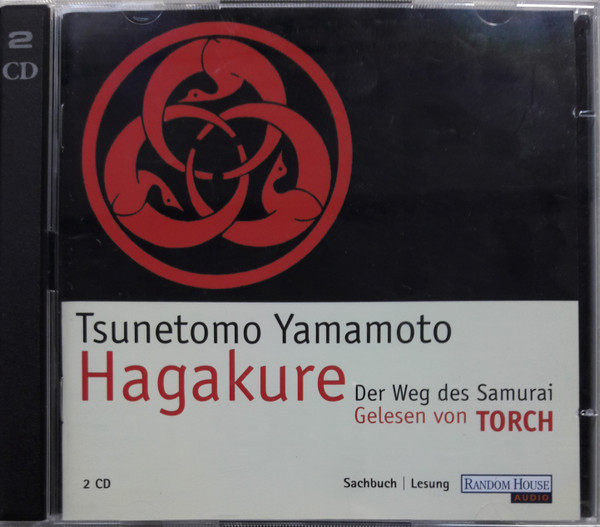 2
CD
Tsunetomo Yamamoto
Hagakure
Der Weg des Samurai
Gelesen von TORCH
2 CD
Sachbuch | Lesung
RANDOM HOUSE
AUDIO